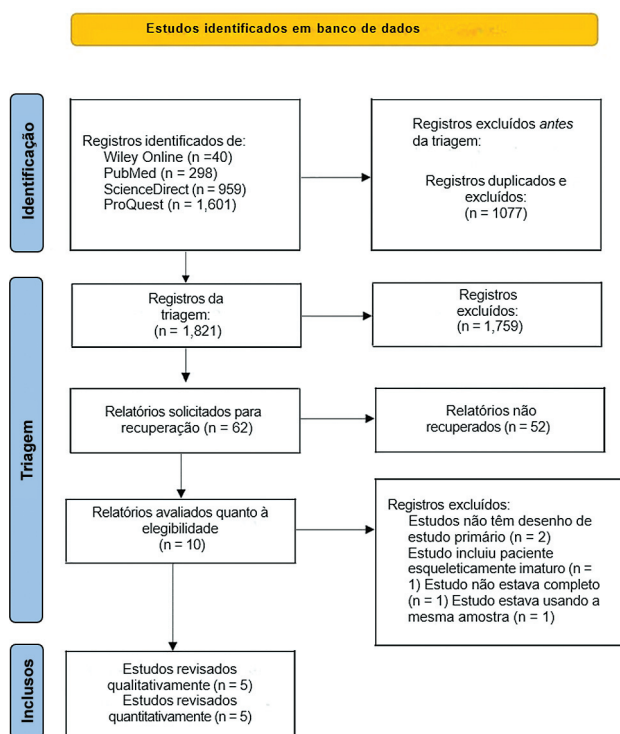 Estudos identificados em banco de dados
Identificação
Registros identificados de:
Wiley Online (n =40)
PubMed (n = 298)
ScienceDirect (n = 959)
ProQuest (n = 1,601)
Registros excluídos antes
da triagem:
Registros duplicados e
excluídos:
(n = 1077)
Triagem
Registros da
triagem:
(n = 1,821)
Registros
excluídos:
(n = 1,759)
Relatórios solicitados para
recuperação (n = 62)
Relatórios não
recuperados (n = 52)
Relatórios avaliados quanto à
elegibilidade
(n = 10)
Registros excluídos:
Estudos não têm desenho de
estudo primário (n = 2)
Estudo incluiu paciente
esqueleticamente imaturo (n =
1) Estudo não estava completo
(n = 1) Estudo estava usando a
mesma amostra (n = 1)
Inclusos
Estudos revisados
qualitativamente (n = 5)
Estudos revisados
quantitativamente (n = 5)